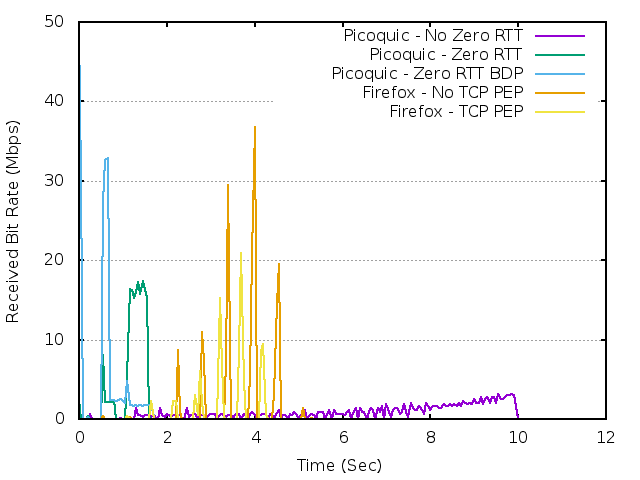 50
40
30
20
10
0
Received Bit Rate (Mbps)
Picoquic - No Zero RTT
Picoquic - Zero RTT
Picoquic - Zero RTT BDP
Firefox - No TCP PEP
Firefox - TCP PEP
0 2 4 6 8 10 12
Time (Sec)